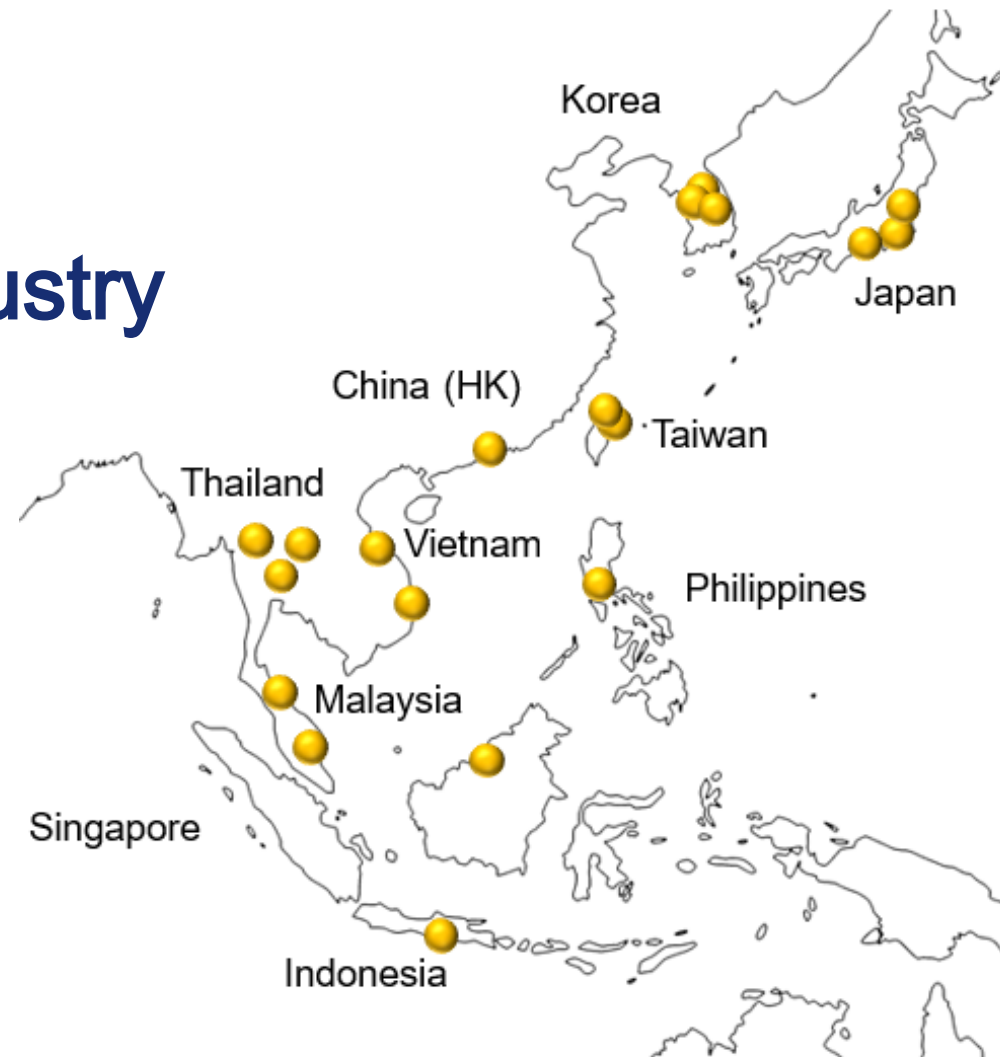 Korea
ustry
Japan
China (HK)
Taiwan
Thailand
Vietnam
Philippines
Malaysia
Singapore
Indonesia